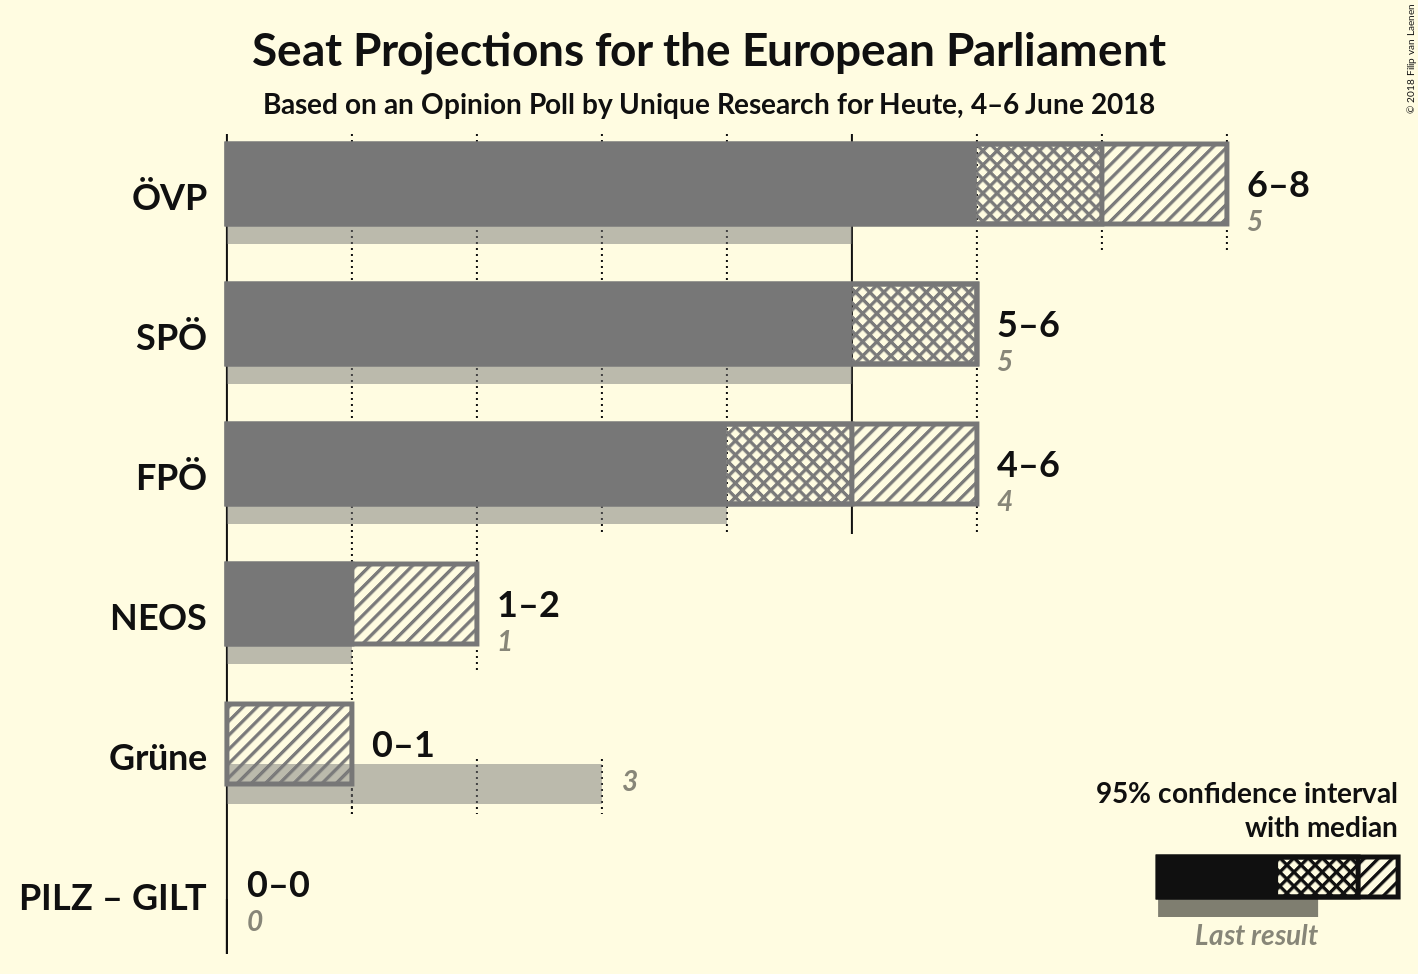 Seat Projections for the European Parliament
Based on an Opinion Poll by Unique Research for Heute, 4–6 June 2018
© 2018 Filip van Laenen
ÖVP
6–8
5
SPÖ
5–6
5
FPÖ
4–6
4
NEOS
1–2
1
Grüne
0–1
3
PILZ – GILT
0–0
0
95% confidence interval
with median
Last result